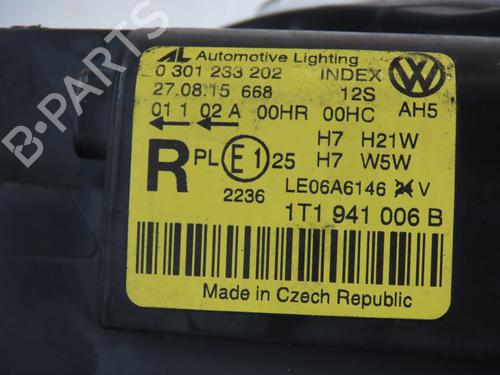 AL Automotive Lighting
0 301 233 202 INDEX
27.08.15 668 12S
01 1 02 A 00HR 00HC AH5
H7 H21W
R PL E1 25 H7 W5W
2236 LE06A6146 24 V
1T1 941 006 B
Made in Czech Republic
B PARTS